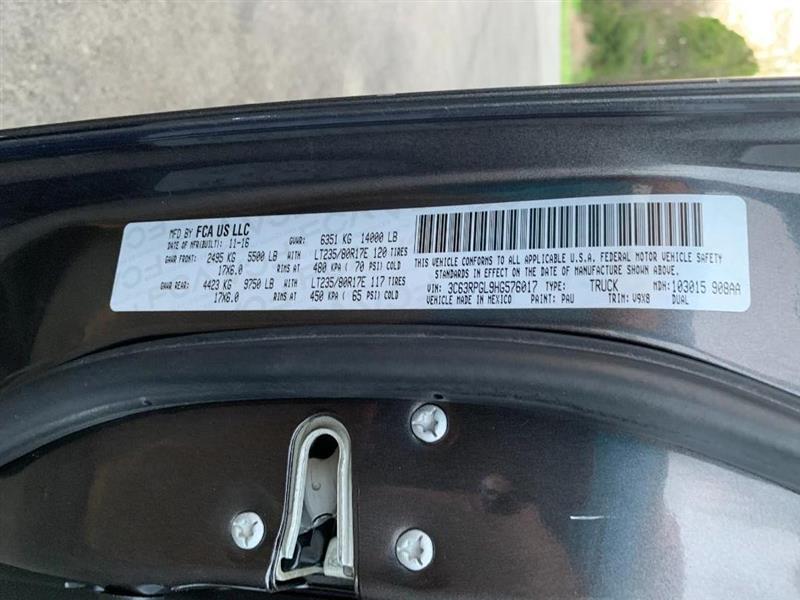 MFD BY FCA US LLC
DATE OF MFR(BUILT): 11-16 GVWR: 6351 KG 14000 LB
GAWR FRONT: 2495 KG 5500 LB WITH LT235/80R17E 120 TIRES
17X6.0 RIMS AT 480 KPA ( 70 PSI) COLD
GAWR REAR: 4423 KG 9750 LB WITH LT235/80R17E 117 TIRES
17X6.0 RIMS AT 450 KPA ( 65 PSI) COLD
THIS VEHICLE CONFORMS TO ALL APPLICABLE U.S.A. FEDERAL MOTOR VEHICLE SAFETY
STANDARDS IN EFFECT ON THE DATE OF MANUFACTURE SHOWN ABOVE.
VIN: 3C63RPGL9HG576017 TYPE: TRUCK MDH: 103015 908AA
VEHICLE MADE IN MEXICO PAINT: PAU TRIM: V9X8 DUAL